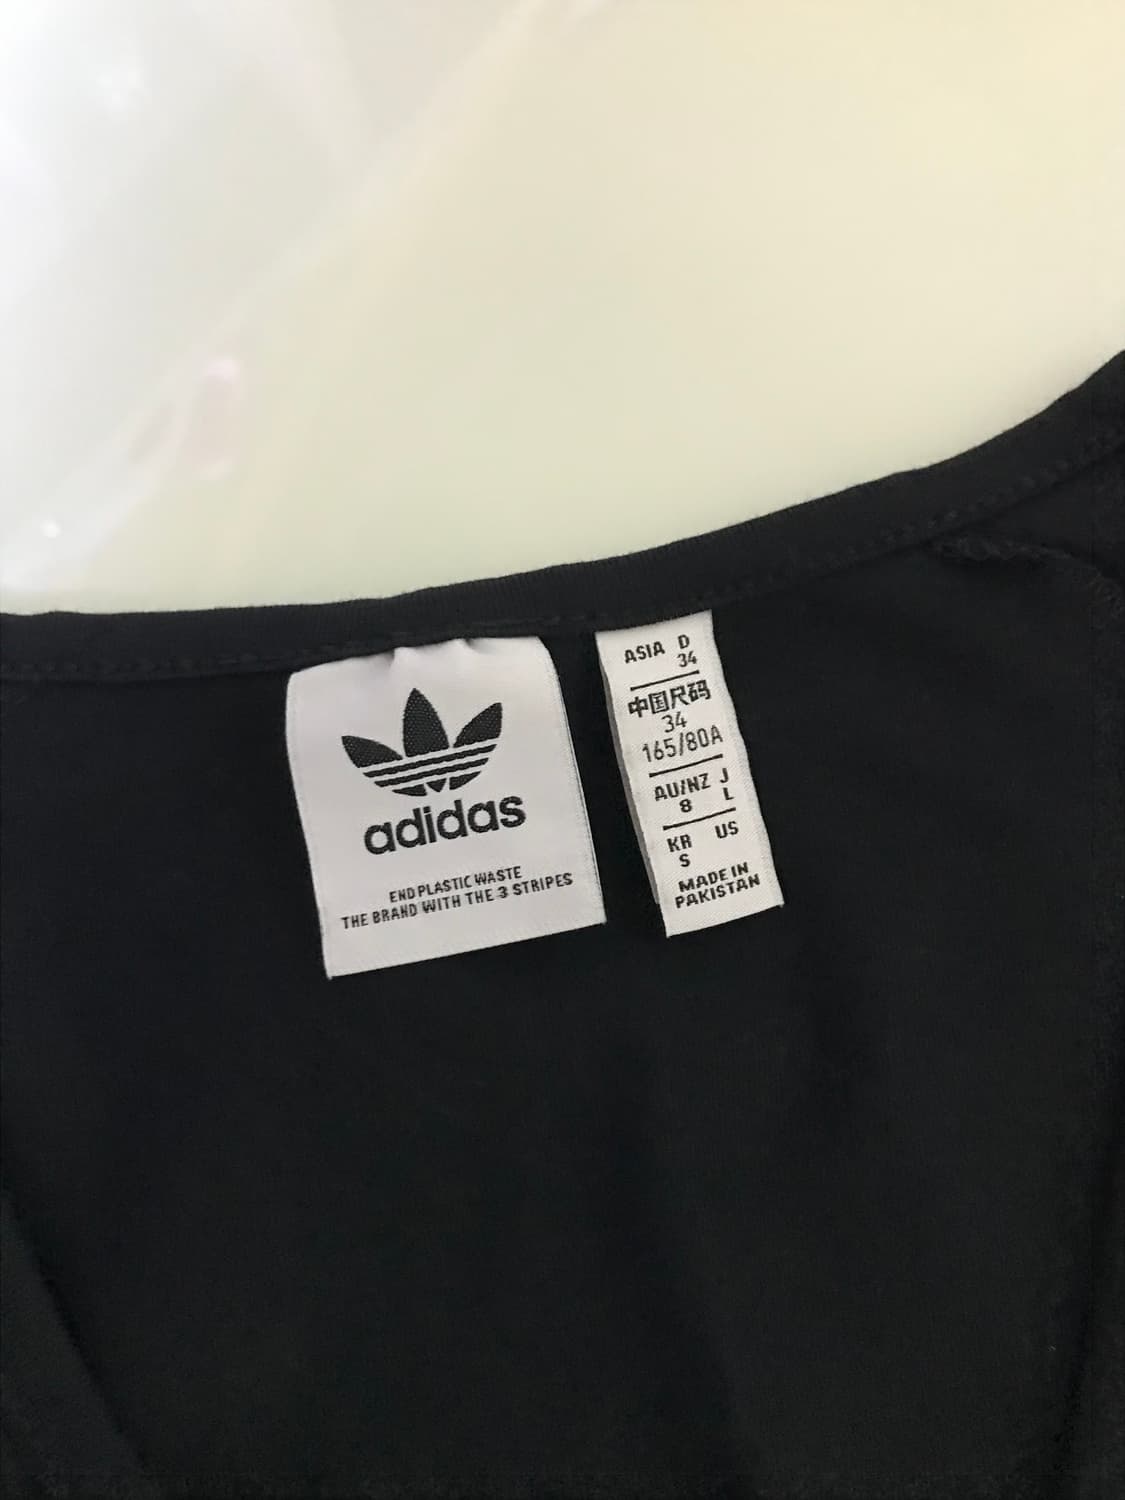 adidas
END PLASTIC WASTE
THE BRAND WITH THE 3 STRIPES
ASIA D
34
中国尺码
34
165/80A
AU/NZ J
8 L
KR US
S
MADE IN
PAKISTAN